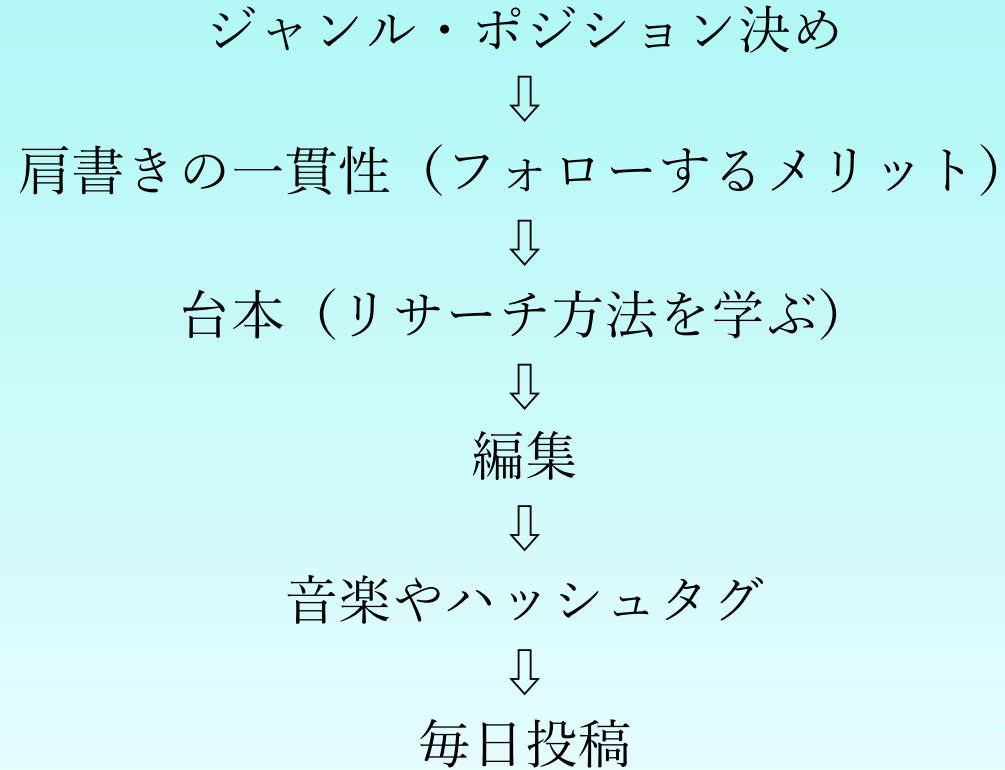 ジャンル・ポジション決め
⇩
肩書きの一貫性（フォローするメリット）
⇩
台本（リサーチ方法を学ぶ）
⇩
編集
⇩
音楽やハッシュタグ
⇩
毎日投稿